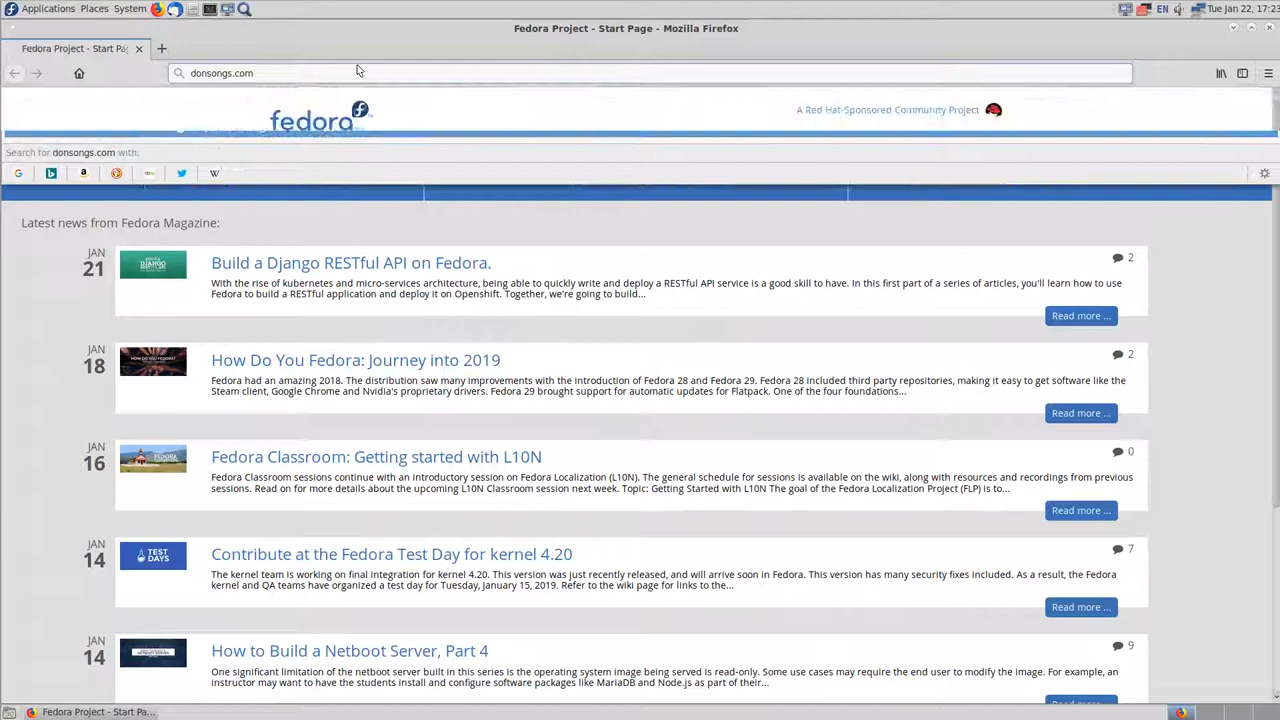 Applications Places System EN Tue Jan 22, 17:23
Fedora Project - Start Page - Mozilla Firefox
Fedora Project - Start Pag
donsongs.com
fedora
A Red Hat-Sponsored Community Project
Search for donsongs.com with:
Latest news from Fedora Magazine:
JAN
21
Build a Django RESTful API on Fedora.
2
With the rise of kubernetes and micro-services architecture, being able to quickly write and deploy a RESTful API service is a good skill to have. In this first part of a series of articles, you'll learn how to use
Fedora to build a RESTful application and deploy it on Openshift. Together, we're going to build...
Read more ...
JAN
18
HOW DO YOU FEDORA?
How Do You Fedora: Journey into 2019
2
Fedora had an amazing 2018. The distribution saw many improvements with the introduction of Fedora 28 and Fedora 29. Fedora 28 included third party repositories, making it easy to get software like the
Steam client, Google Chrome and Nvidia's proprietary drivers. Fedora 29 brought support for automatic updates for Flatpack. One of the four foundations...
Read more ...
JAN
16
Fedora Classroom: Getting started with L10N
0
Fedora Classroom sessions continue with an introductory session on Fedora Localization (L10N). The general schedule for sessions is available on the wiki, along with resources and recordings from previous
sessions. Read on for more details about the upcoming L10N Classroom session next week. Topic: Getting Started with L10N The goal of the Fedora Localization Project (FLP) is to...
Read more ...
JAN
14
TEST
DAYS
Contribute at the Fedora Test Day for kernel 4.20
7
The kernel team is working on final integration for kernel 4.20. This version was just recently released, and will arrive soon in Fedora. This version has many security fixes included. As a result, the Fedora
kernel and QA teams have organized a test day for Tuesday, January 15, 2019. Refer to the wiki page for links to the...
Read more ...
JAN
14
How to Build a Netboot Server, Part 4
9
One significant limitation of the netboot server built in this series is the operating system image being served is read-only. Some use cases may require the end user to modify the image. For example, an
instructor may want to have the students install and configure software packages like MariaDB and Node.js as part of their...
Fedora Project - Start Pa...